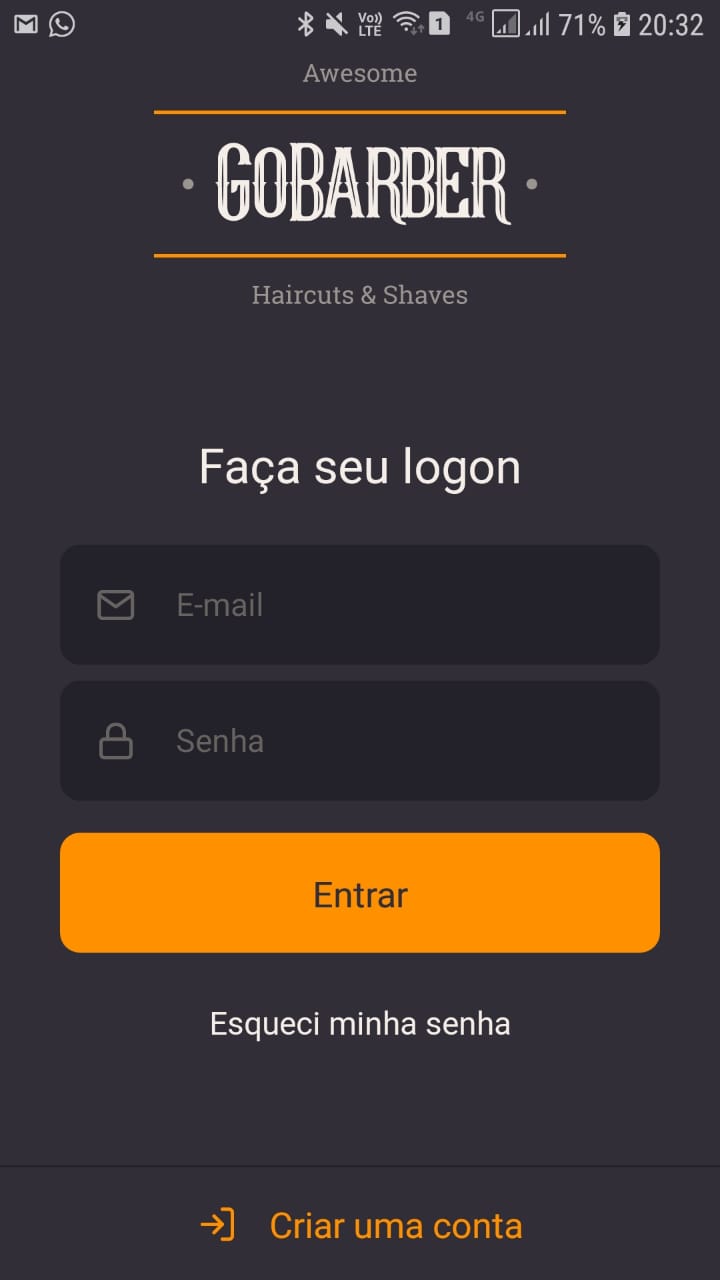 Vo)) LTE 1 4G 71% 20:32
Awesome
· GOBARBER ·
Haircuts & Shaves
Faça seu logon
E-mail
Senha
Entrar
Esqueci minha senha
Criar uma conta